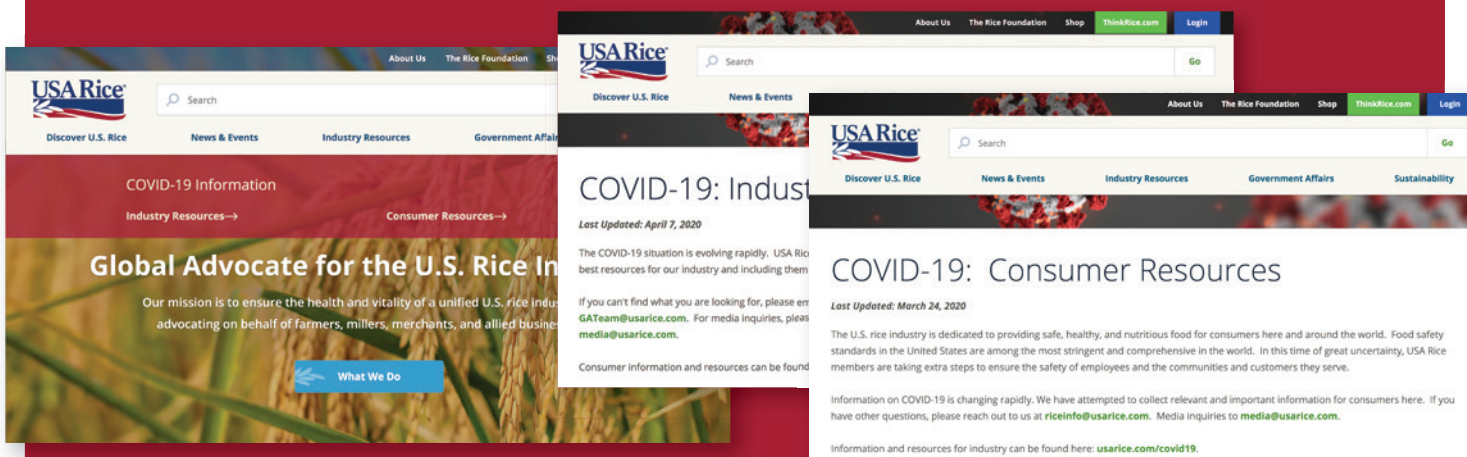 About Us The Rice Foundation
USA Rice
Search
Discover U.S. Rice News & Events Industry Resources Government
COVID-19 Information
Industry Resources→ Consumer Resources→
Global Advocate for the U.S. Rice
Our mission is to ensure the health and vitality of a unified U.S. rice
advocating on behalf of farmers, millers, merchants, and allied
What We Do
About Us The Rice Foundation Shop ThinkRice.com Login
USA Rice
Search Go
Discover U.S. Rice News & Events
COVID-19:
Last Updated: April 7, 2020
The COVID-19 situation is evolving rapidly. USA
best resources for our industry and including them
If you can't find what you are looking for, please
GATeam@usarice.com. For media inquiries,
media@usarice.com.
Consumer information and resources can be found
About Us The Rice Foundation Shop ThinkRice.com Login
USA Rice
Search Go
Discover U.S. Rice News & Events Industry Resources Government Affairs Sustainability
COVID-19: Consumer Resources
Last Updated: March 24, 2020
The U.S. rice industry is dedicated to providing safe, healthy, and nutritious food for consumers here and around the world. Food safety
standards in the United States are among the most stringent and comprehensive in the world. In this time of great uncertainty, USA Rice
members are taking extra steps to ensure the safety of employees and the communities and customers they serve.
Information on COVID-19 is changing rapidly. We have attempted to collect relevant and important information for consumers here. If you
have other questions, please reach out to us at riceinfo@usarice.com. Media inquiries to media@usarice.com.
Information and resources for industry can be found here: usarice.com/covid19.